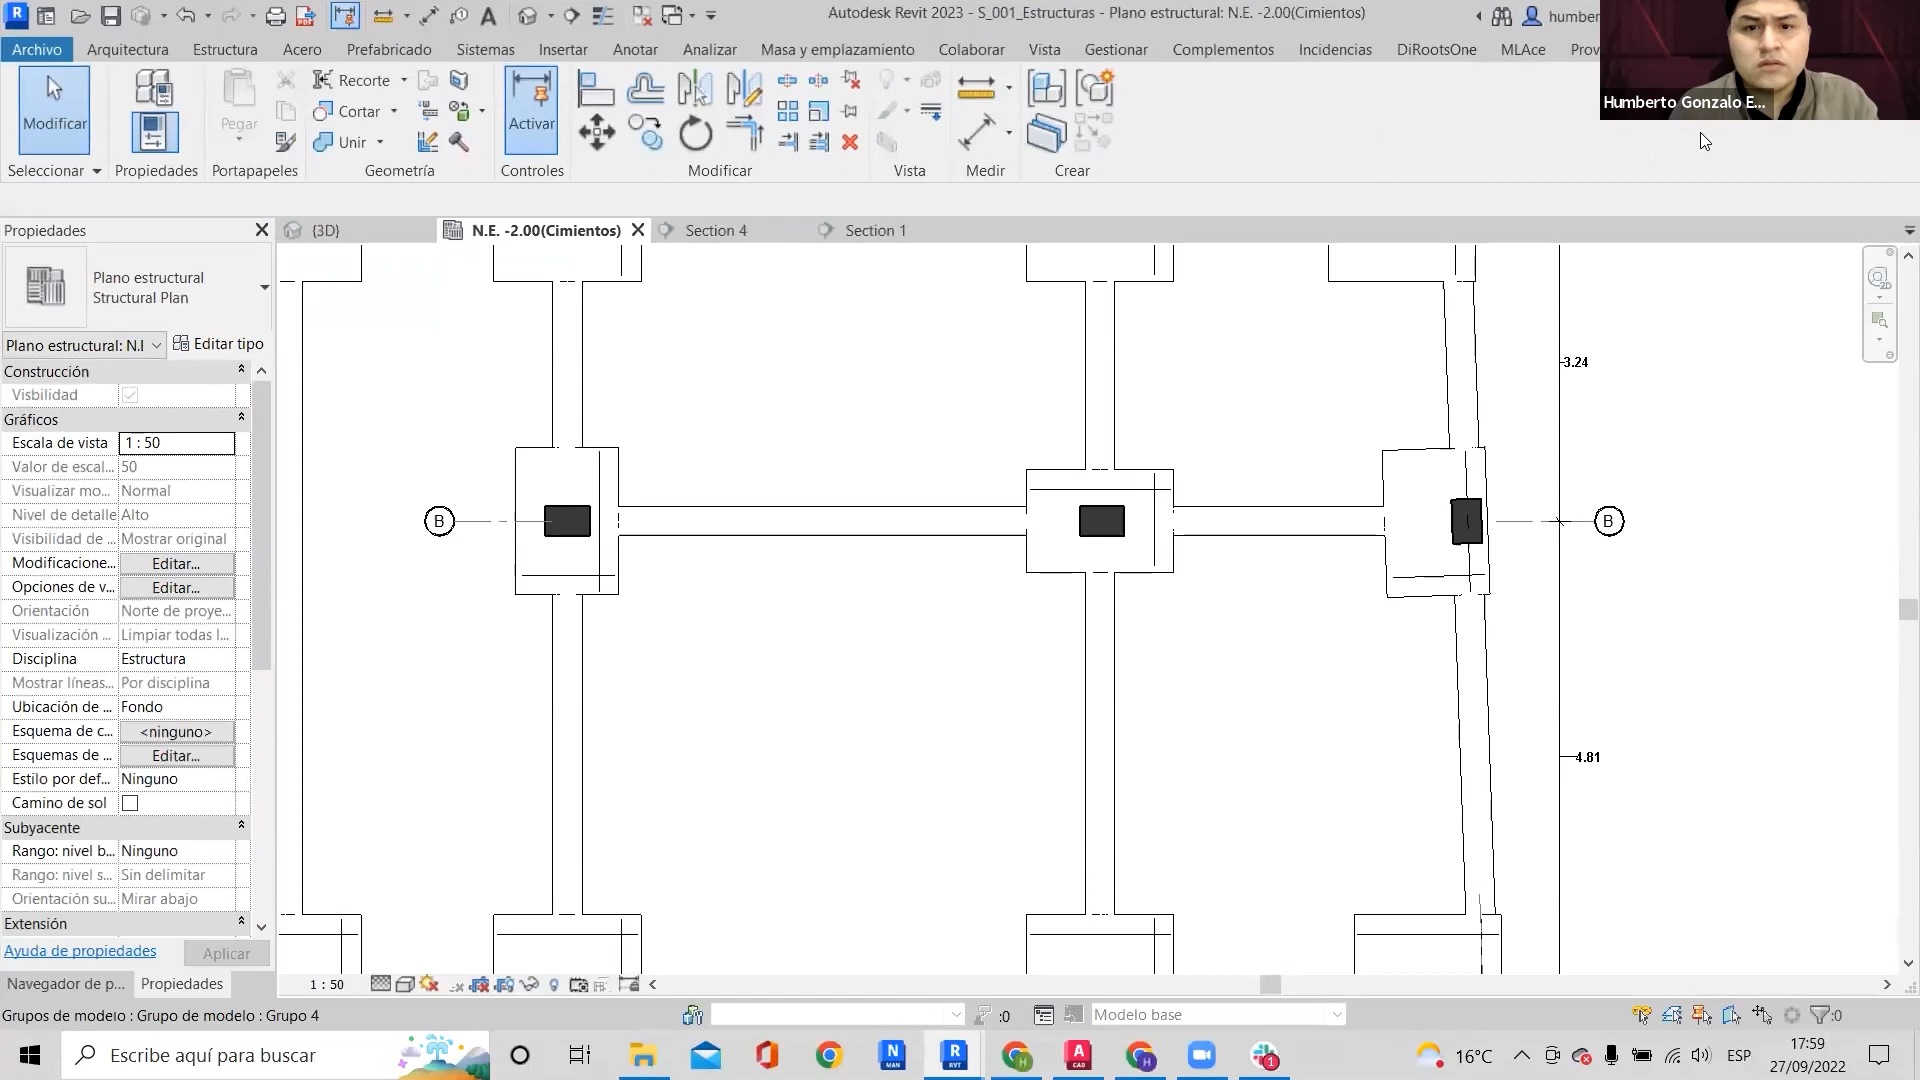 Autodesk Revit 2023 - S_001_Estructuras - Plano estructural: N.E. -2.00(Cimientos)
humber
Archivo
Arquitectura
Estructura
Acero
Prefabricado
Sistemas
Insertar
Anotar
Analizar
Masa y emplazamiento
Colaborar
Vista
Gestionar
Complementos
Incidencias
DiRootsOne
MLAce
Prov
Humberto Gonzalo E...
Modificar
Pegar
Recorte
Cortar
Unir
Activar
Seleccionar
Propiedades
Portapapeles
Geometría
Controles
Modificar
Vista
Medir
Crear
Propiedades
{3D}
N.E. -2.00(Cimientos)
Section 4
Section 1
Plano estructural
Structural Plan
Plano estructural: N.E
Editar tipo
Construcción
Visbilidad
Gráficos
Escala de vista 1 : 50
Valor de escal... 50
Visualizar mo... Normal
Nivel de detalle Alto
Visibilidad de ... Mostrar original
Modificacione... Editar...
Opciones de v... Editar...
Orientación Norte de proye...
Visualización ... Limpiar todas l...
Disciplina Estructura
Mostrar líneas... Por disciplina
Ubicación de ... Fondo
Esquema de c... <ninguno>
Esquemas de ... Editar...
Estilo por def... Ninguno
Camino de sol
Subyacente
Rango: nivel b... Ninguno
Rango: nivel s... Sin delimitar
Orientación su... Mirar abajo
Extensión
Ayuda de propiedades
Aplicar
Navegador de p...
Propiedades
B
B
3.24
4.81
2D
1 : 50
Grupos de modelo : Grupo de modelo : Grupo 4
:0
Modelo base
:0
Escribe aquí para buscar
16°C
ESP
17:59
27/09/2022